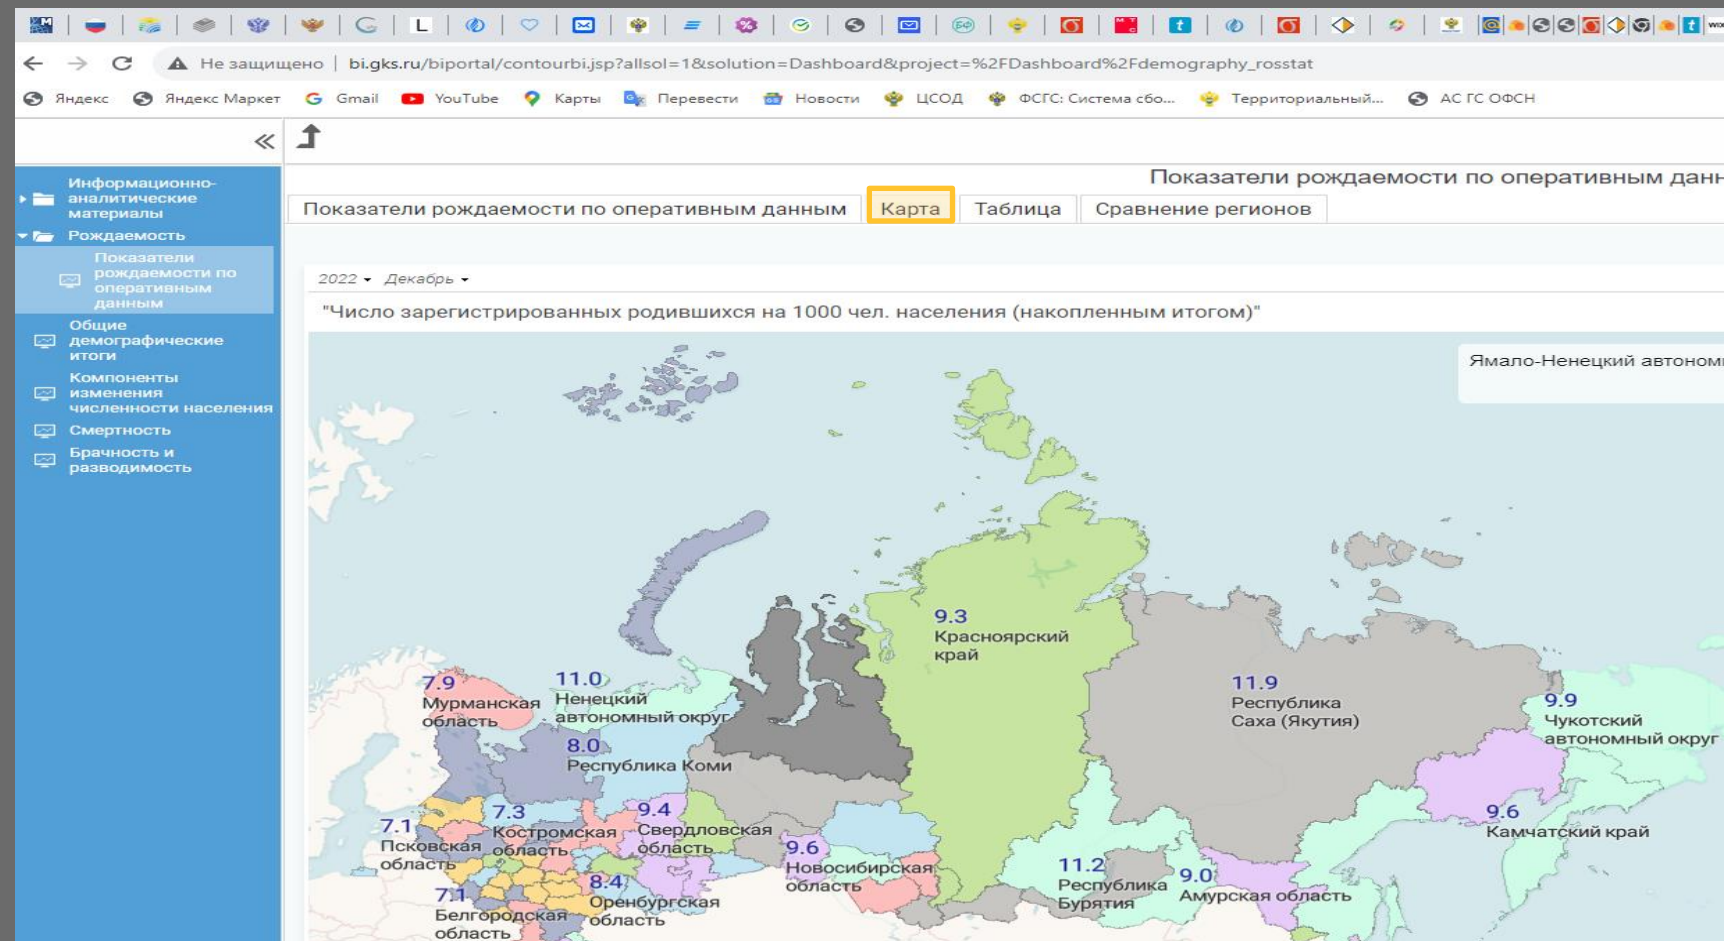 Не защищено | bi.gks.ru/biportal/contourbi.jsp?allsol=1&solution=Dashboard&project=%2FDashboard%2Fdemography_rosstat
Яндекс Яндекс Маркет Gmail YouTube Карты Перевести Новости ЦСОД ФСГС: Система сбо... Территориальный... АС ГС ОФСН
Информационно-
аналитические
материалы
Рождаемость
Показатели
рождаемости по
оперативным
данным
Общие
демографические
итоги
Компоненты
изменения
численности населения
Смертность
Брачность и
разводимость
Показатели рождаемости по оперативным
Показатели рождаемости по оперативным данным Карта Таблица Сравнение регионов
2022 Декабрь
"Число зарегистрированных родившихся на 1000 чел. населения (накопленным итогом)"
Ямало-Ненецкий
9.3
Красноярский
край
7.9
Мурманская
область
11.0
Ненецкий
автономный округ
8.0
Республика Коми
11.9
Республика
Саха (Якутия)
9.9
Чукотский
автономный округ
9.6
Камчатский край
7.1
Псковская
область
7.3
Костромская
область
9.4
Свердловская
область
9.6
Новосибирская
область
11.2
Республика
Бурятия
9.0
Амурская область
8.4
Оренбургская
область
7.1
Белгородская
область